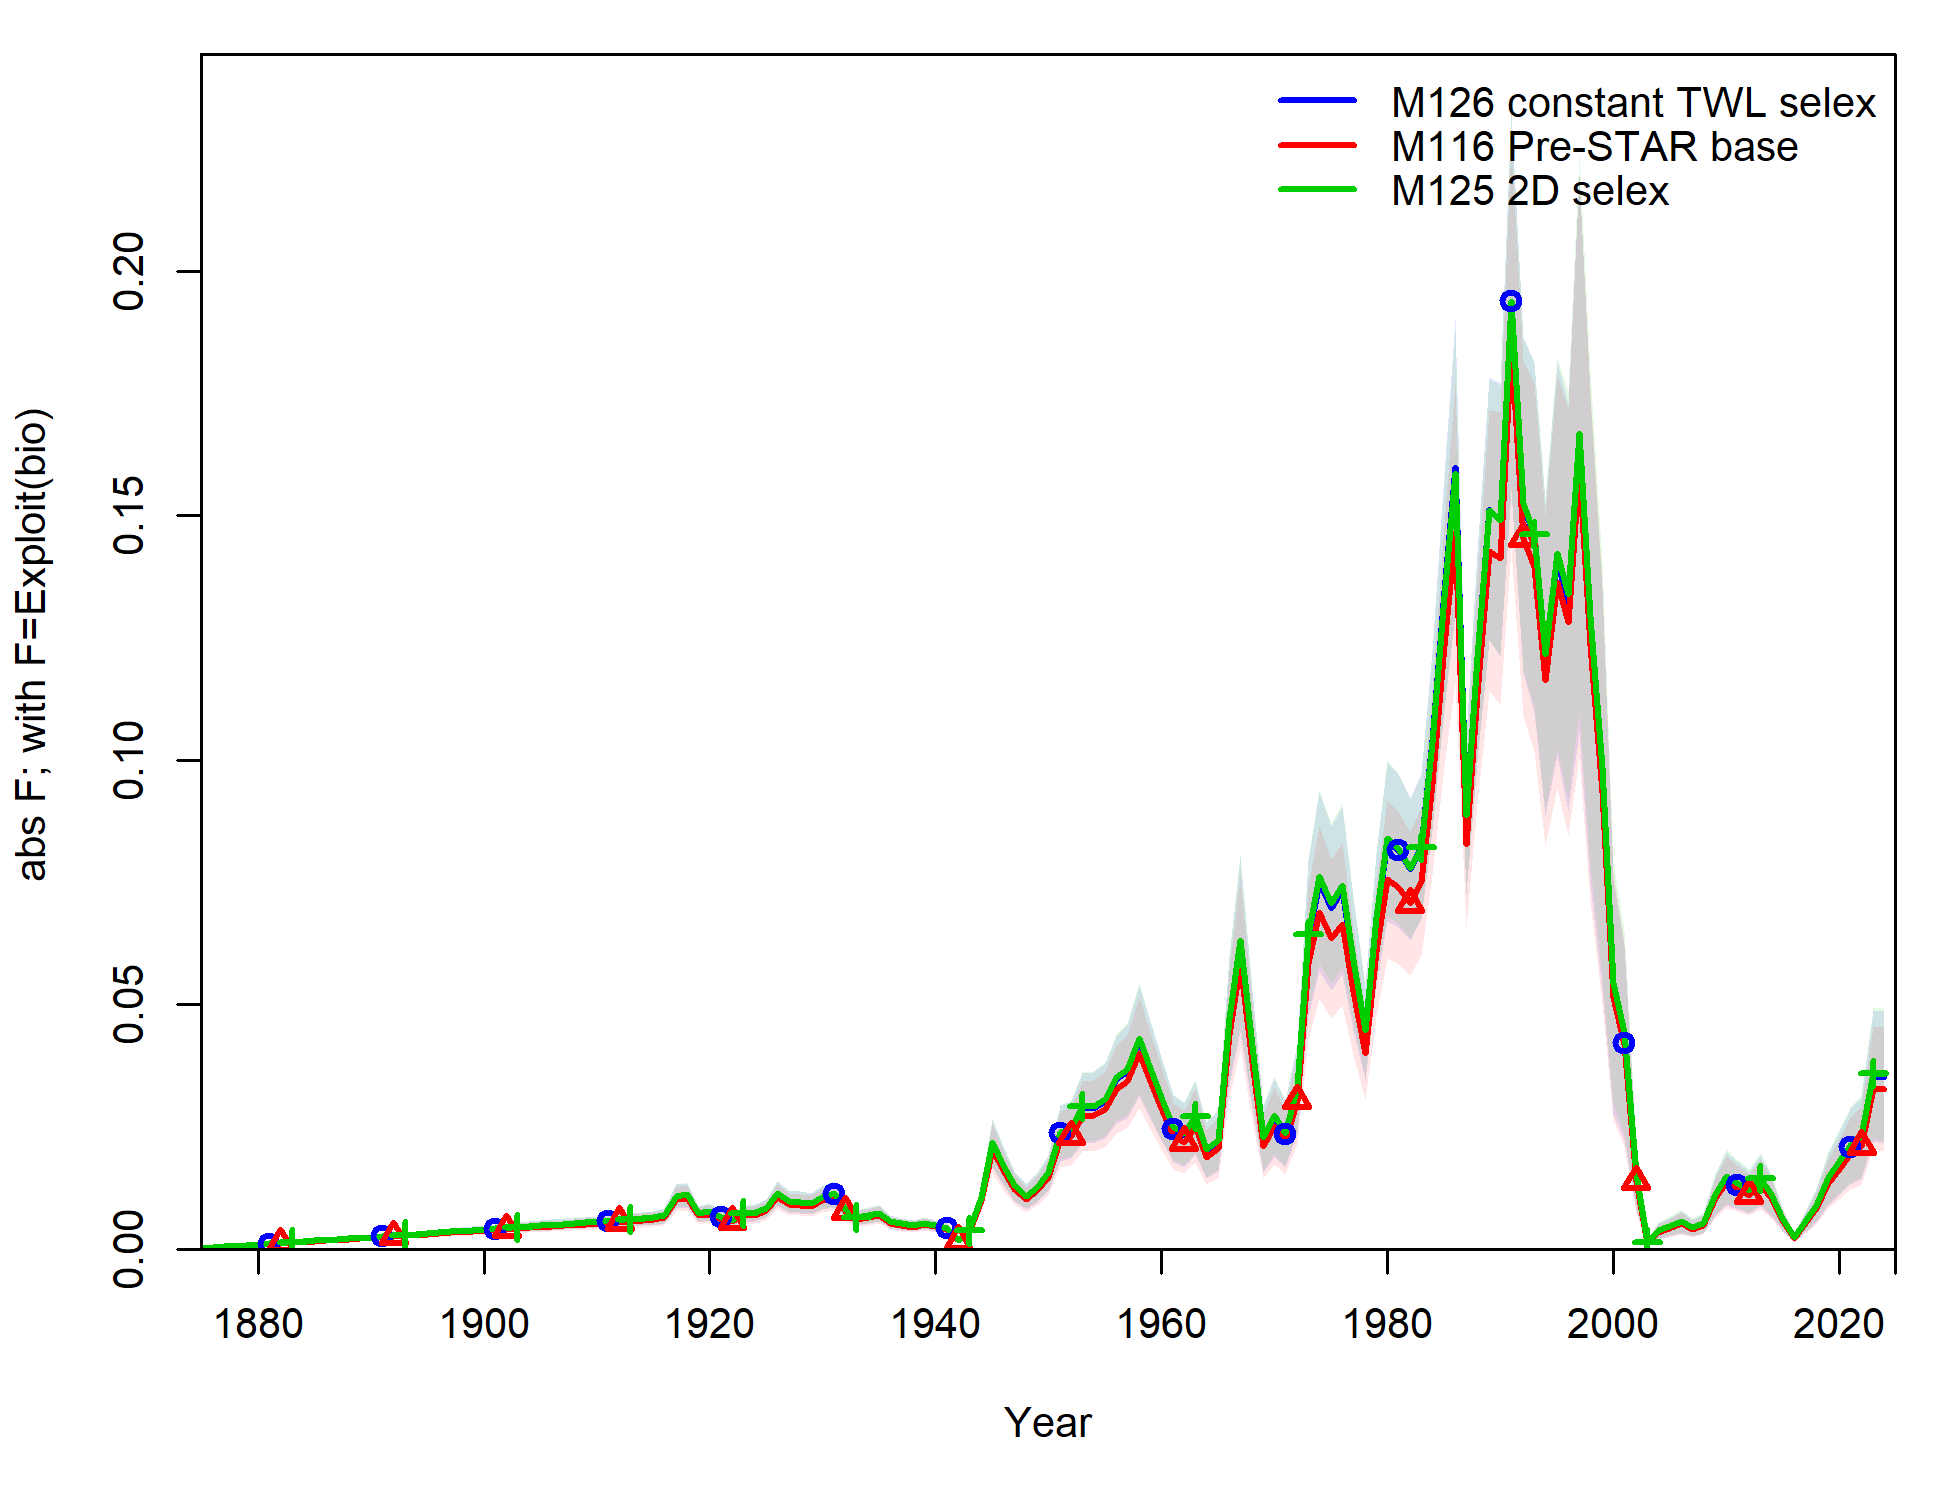 M126 constant TWL selex
M116 Pre-STAR base
M125 2D selex
abs F; with F=Exploit(bio)
0.20
0.15
0.10
0.05
0.00
1880 1900 1920 1940 1960 1980 2000 2020
Year